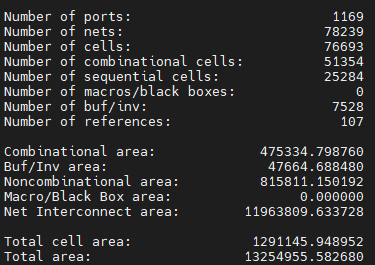 Number of ports: 1169
Number of nets: 78239
Number of cells: 76693
Number of combinational cells: 51354
Number of sequential cells: 25284
Number of macros/black boxes: 0
Number of buf/inv: 7528
Number of references: 107
Combinational area: 475334.798760
Buf/Inv area: 47664.688480
Noncombinational area: 815811.150192
Macro/Black Box area: 0.000000
Net Interconnect area: 11963809.633728
Total cell area: 1291145.948952
Total area: 13254955.582680